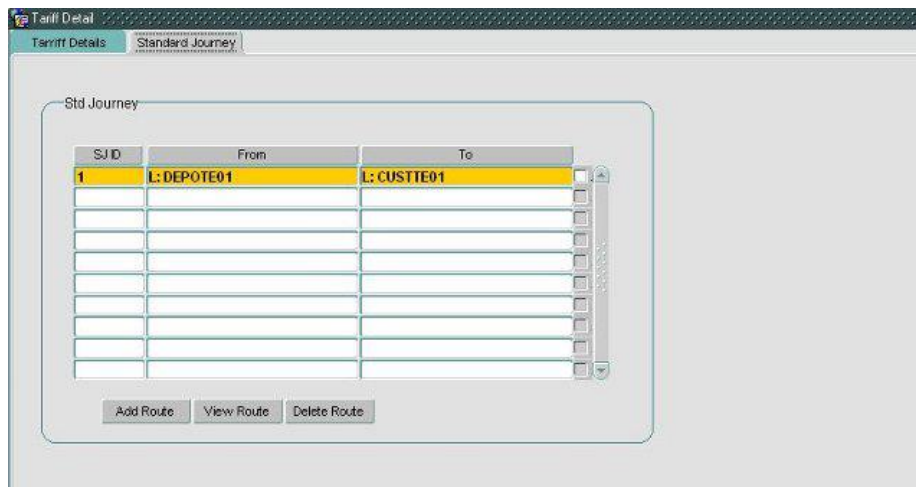 Tariff Detail
Tarriff Details Standard Journey
Std Journey
SJ ID From To
1 L: DEPOTE01 L: CUSTTE01
Add Route View Route Delete Route